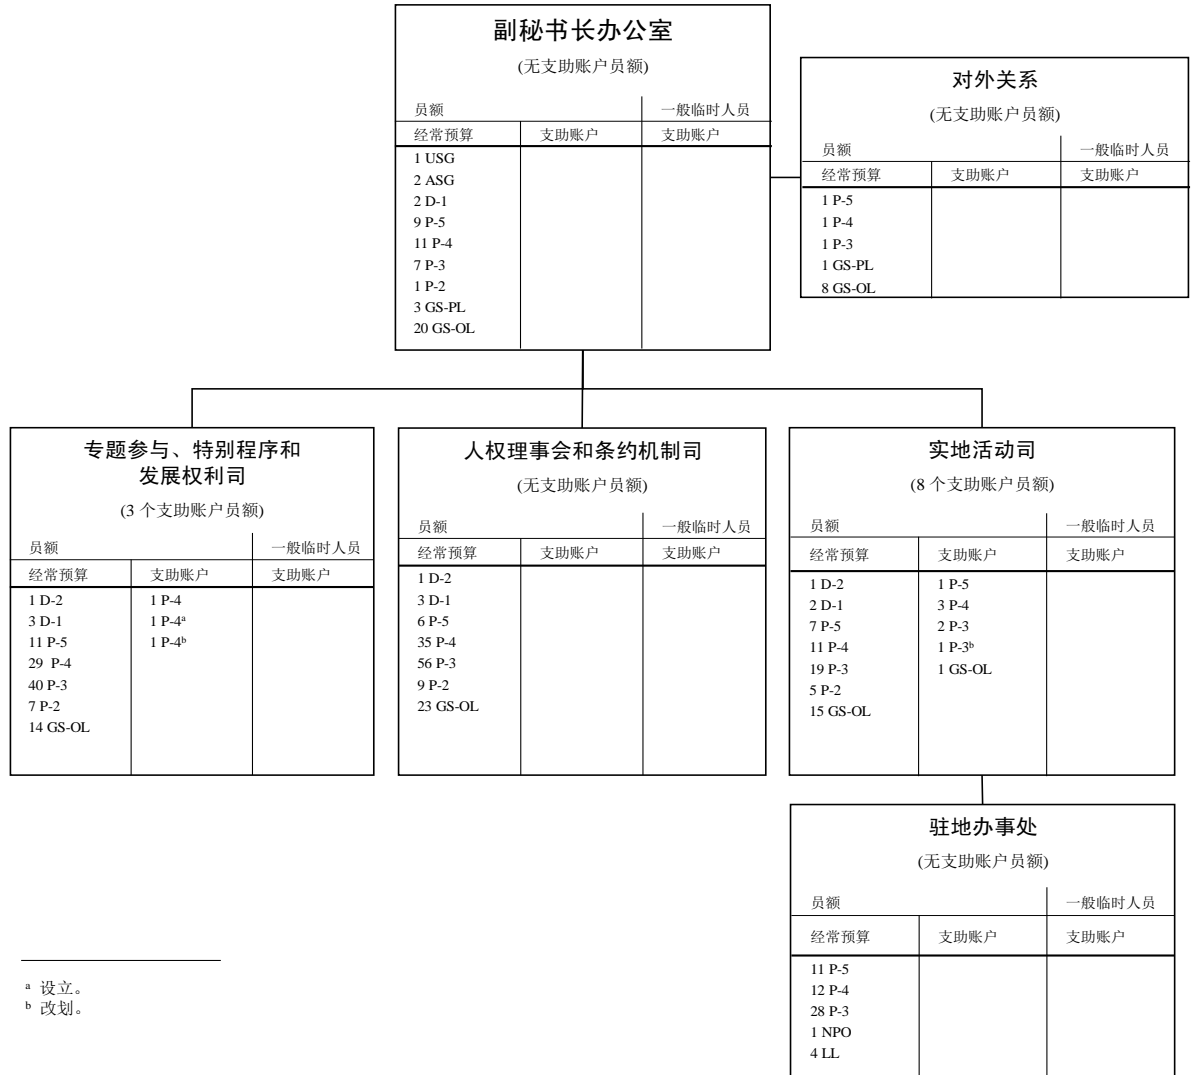 副秘书长办公室
(无支助账户员额)
员额 一般临时人员
经常预算 支助账户 支助账户
1 USG
2 ASG
2 D-1
9 P-5
11 P-4
7 P-3
1 P-2
3 GS-PL
20 GS-OL
对外关系
(无支助账户员额)
员额 一般临时人员
经常预算 支助账户 支助账户
1 P-5
1 P-4
1 P-3
1 GS-PL
8 GS-OL
专题参与、特别程序和
发展权利司
(3 个支助账户员额)
员额 一般临时人员
经常预算 支助账户 支助账户
1 D-2 1 P-4
3 D-1 1 P-4ᵃ
11 P-5 1 P-4ᵇ
29 P-4
40 P-3
7 P-2
14 GS-OL
人权理事会和条约机制司
(无支助账户员额)
员额 一般临时人员
经常预算 支助账户 支助账户
1 D-2
3 D-1
6 P-5
35 P-4
56 P-3
9 P-2
23 GS-OL
实地活动司
(8 个支助账户员额)
员额 一般临时人员
经常预算 支助账户 支助账户
1 D-2 1 P-5
2 D-1 3 P-4
7 P-5 2 P-3
11 P-4 1 P-3ᵇ
19 P-3 1 GS-OL
5 P-2
15 GS-OL
驻地办事处
(无支助账户员额)
员额 一般临时人员
经常预算 支助账户 支助账户
11 P-5
12 P-4
28 P-3
1 NPO
4 LL
ᵃ 设立。
ᵇ 改划。